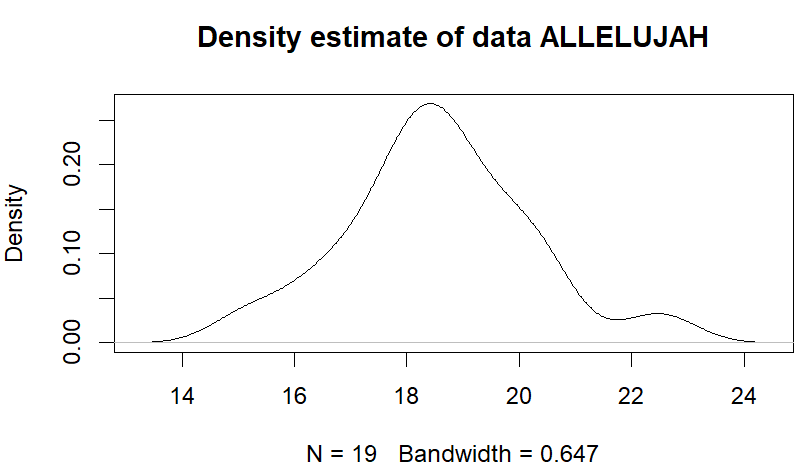 Density estimate of data ALLELUJAH
Density
0.20
0.10
0.00
14 16 18 20 22 24
N = 19 Bandwidth = 0.647